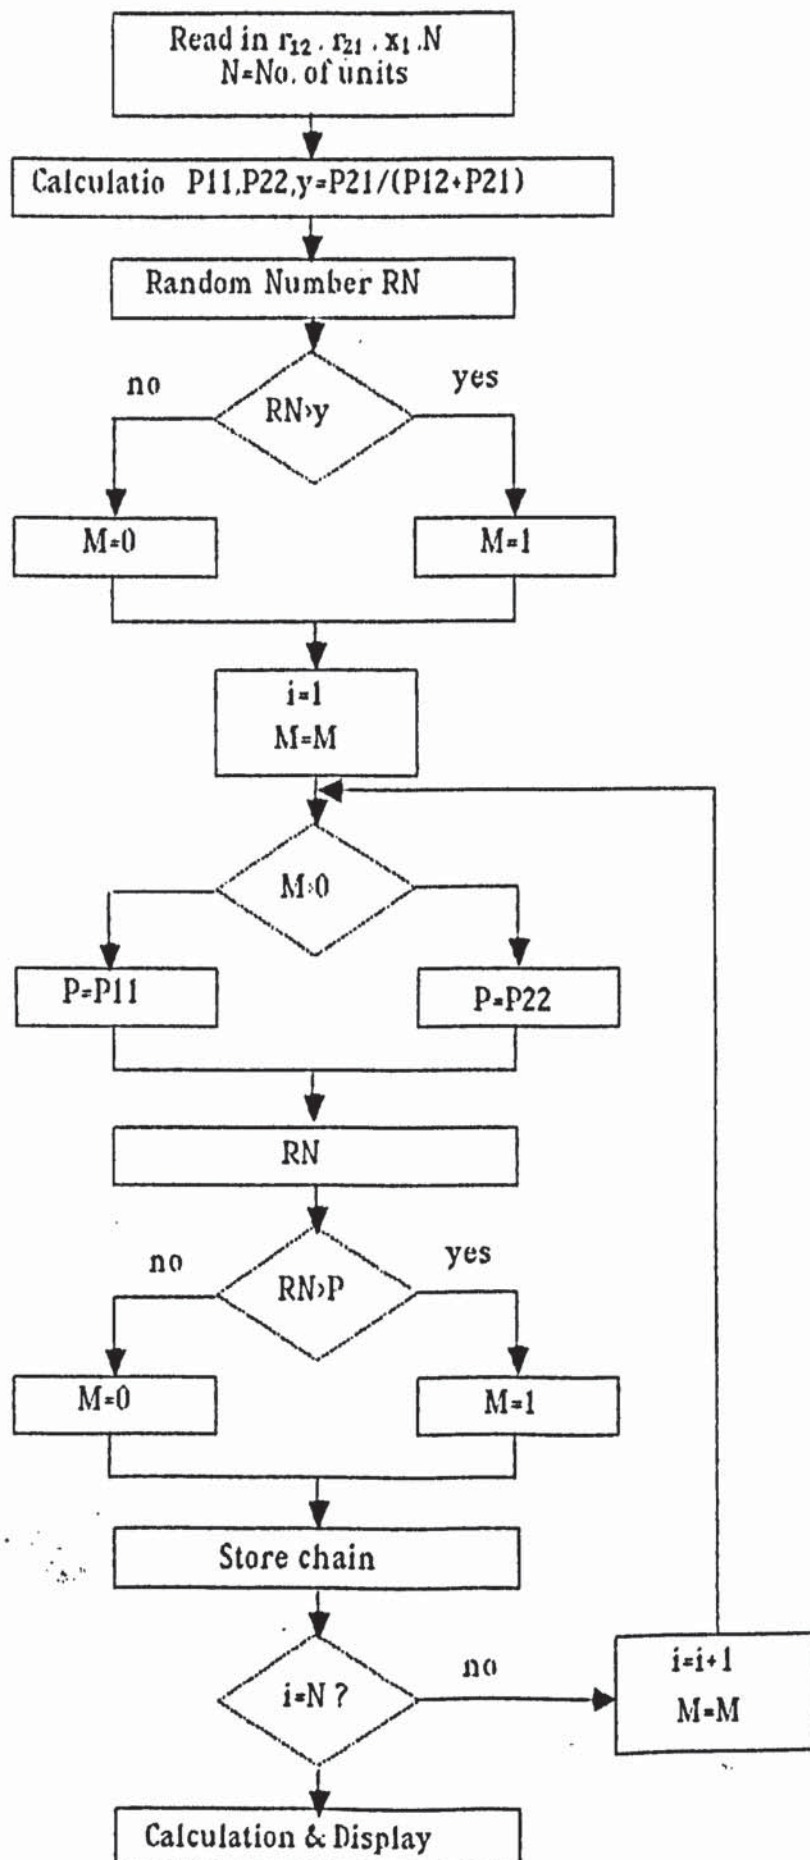 Read in r₁₂ . r₂₁ . x₁ .N
N=No. of units
Calculatio P11,P22,y=P21/(P12+P21)
Random Number RN
no
yes
RN>y
M=0
M=1
i=1
M=M
M>0
P=P11
P=P22
RN
no
yes
RN>P
M=0
M=1
Store chain
i=N ?
no
i=i+1
M=M
Calculation & Display